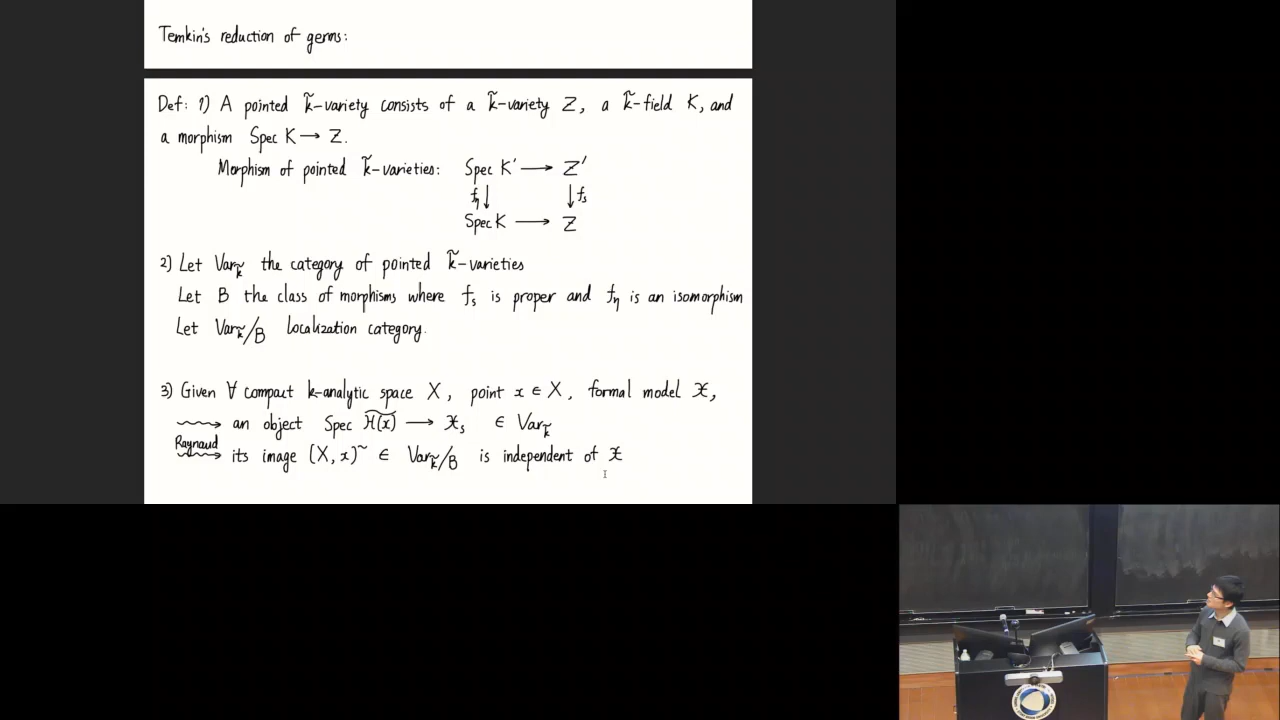 Temkin's reduction of germs:
Def: 1) A pointed k̃-variety consists of a k̃-variety Z, a k̃-field K, and
a morphism Spec K → Z.
Morphism of pointed k̃-varieties: Spec K' → Z'
f_η ↓ ↓ f_s
Spec K → Z
2) Let Var_k̃ the category of pointed k̃-varieties
Let B the class of morphisms where f_s is proper and f_η is an isomorphism
Let Var_k̃/B localization category.
3) Given ∀ compact k-analytic space X, point x ∈ X, formal model 𝔛,
⇝ an object Spec \widetilde{H(x)} → 𝔛_s ∈ Var_k̃
Raynaud
⇝ its image (X, x)~ ∈ Var_k̃/B is independent of 𝔛